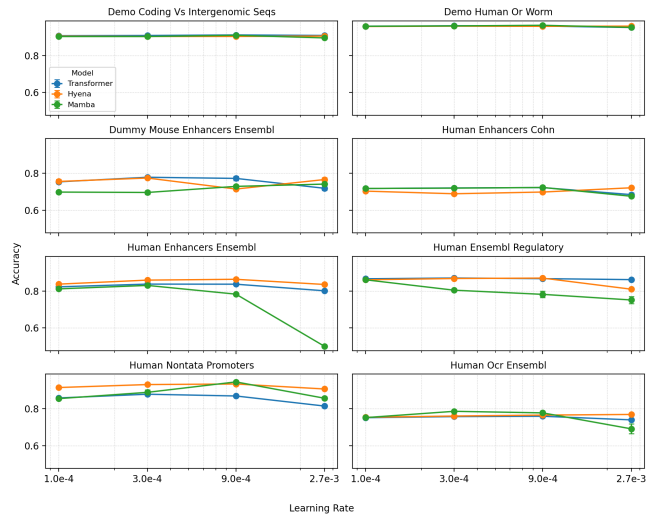 Demo Coding Vs Intergenomic Seqs
Demo Human Or Worm
0.8
0.6
Model
Transformer
Hyena
Mamba
Dummy Mouse Enhancers Ensembl
Human Enhancers Cohn
0.8
0.6
Human Enhancers Ensembl
Human Ensembl Regulatory
0.8
0.6
Accuracy
Human Nontata Promoters
Human Ocr Ensembl
0.8
0.6
1.0e-4 3.0e-4 9.0e-4 2.7e-3
1.0e-4 3.0e-4 9.0e-4 2.7e-3
Learning Rate